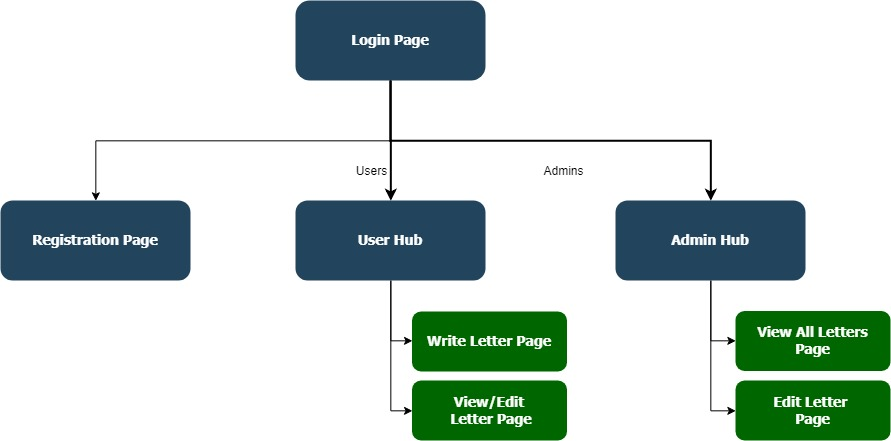 Login Page
Users
Admins
Registration Page
User Hub
Admin Hub
Write Letter Page
View All Letters
Page
View/Edit
Letter Page
Edit Letter
Page